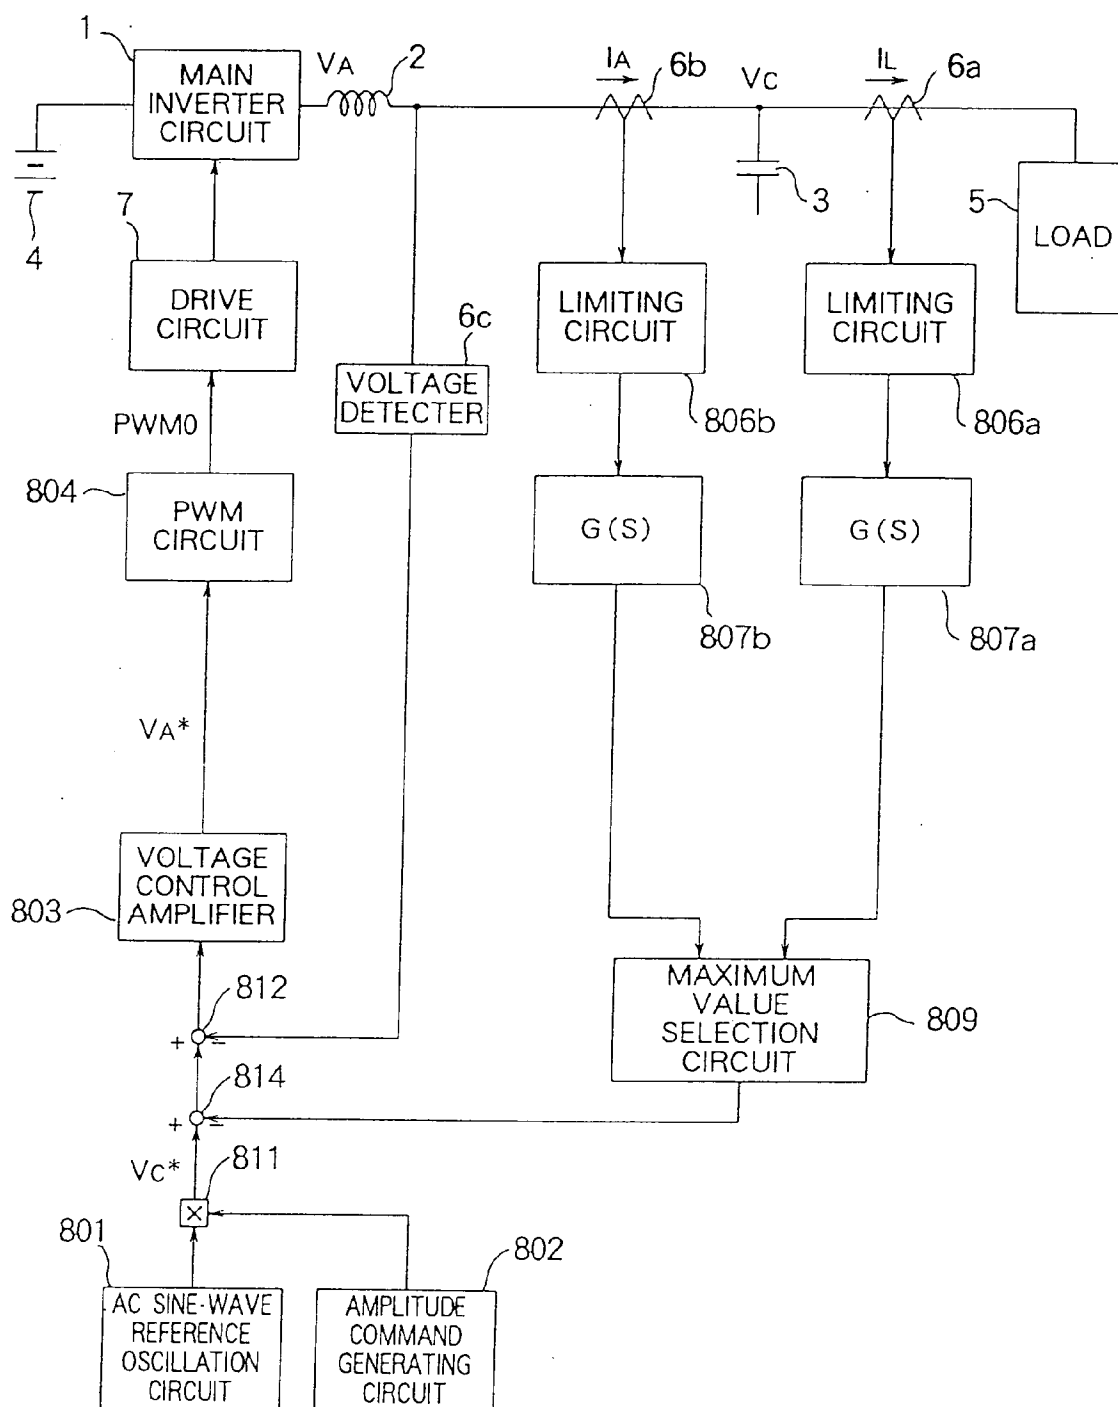 1
MAIN
INVERTER
CIRCUIT
VA
2
IA
6b
VC
IL
6a
4
7
DRIVE
CIRCUIT
6c
VOLTAGE
DETECTER
LIMITING
CIRCUIT
806b
3
LIMITING
CIRCUIT
806a
5
LOAD
PWM0
804
PWM
CIRCUIT
G(S)
807b
G(S)
807a
VA*
VOLTAGE
CONTROL
AMPLIFIER
803
812
+ −
814
+ −
MAXIMUM
VALUE
SELECTION
CIRCUIT
809
VC*
811
×
801
AC SINE-WAVE
REFERENCE
OSCILLATION
CIRCUIT
802
AMPLITUDE
COMMAND
GENERATING
CIRCUIT